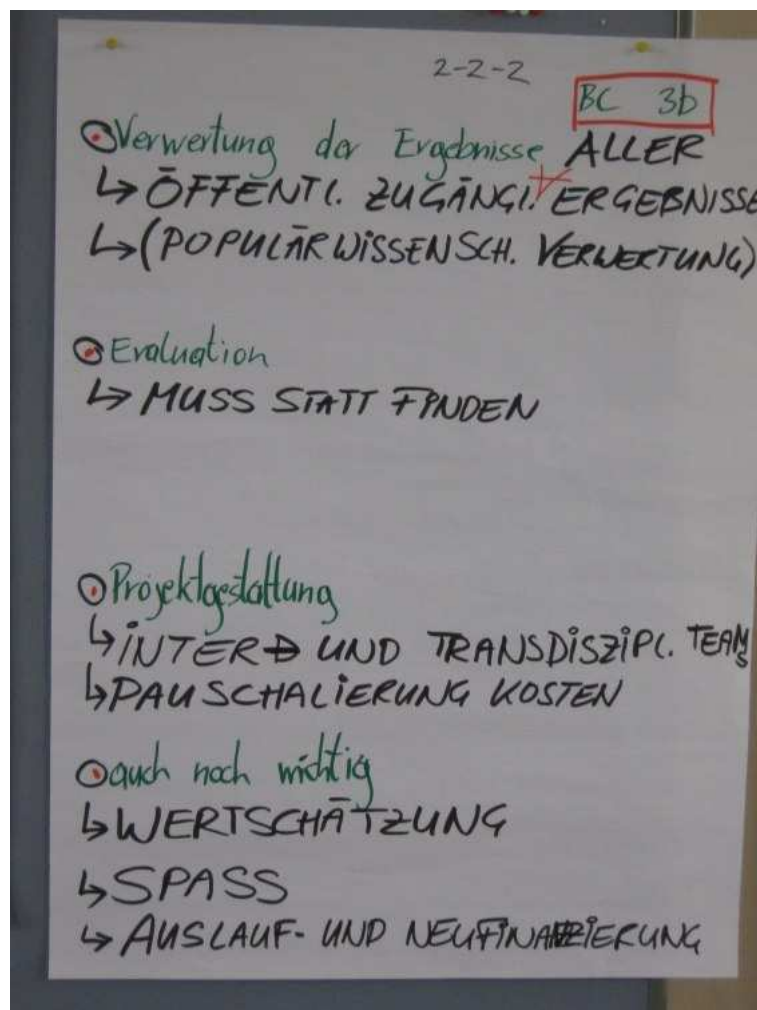 2-2-2
BC 3b
Verwertung der Ergebnisse ALLER
↳ ÖFFENTL. ZUGÄNGL. ERGEBNISSE
↳ (POPULÄRWISSENSCH. VERWERTUNG)
Evaluation
↳ MUSS STATT FINDEN
Projektgestaltung
↳ INTER- UND TRANSDISZIPL. TEAMS
↳ PAUSCHALIERUNG KOSTEN
auch noch wichtig
↳ WERTSCHÄTZUNG
↳ SPASS
↳ AUSLAUF- UND NEUFINANZIERUNG